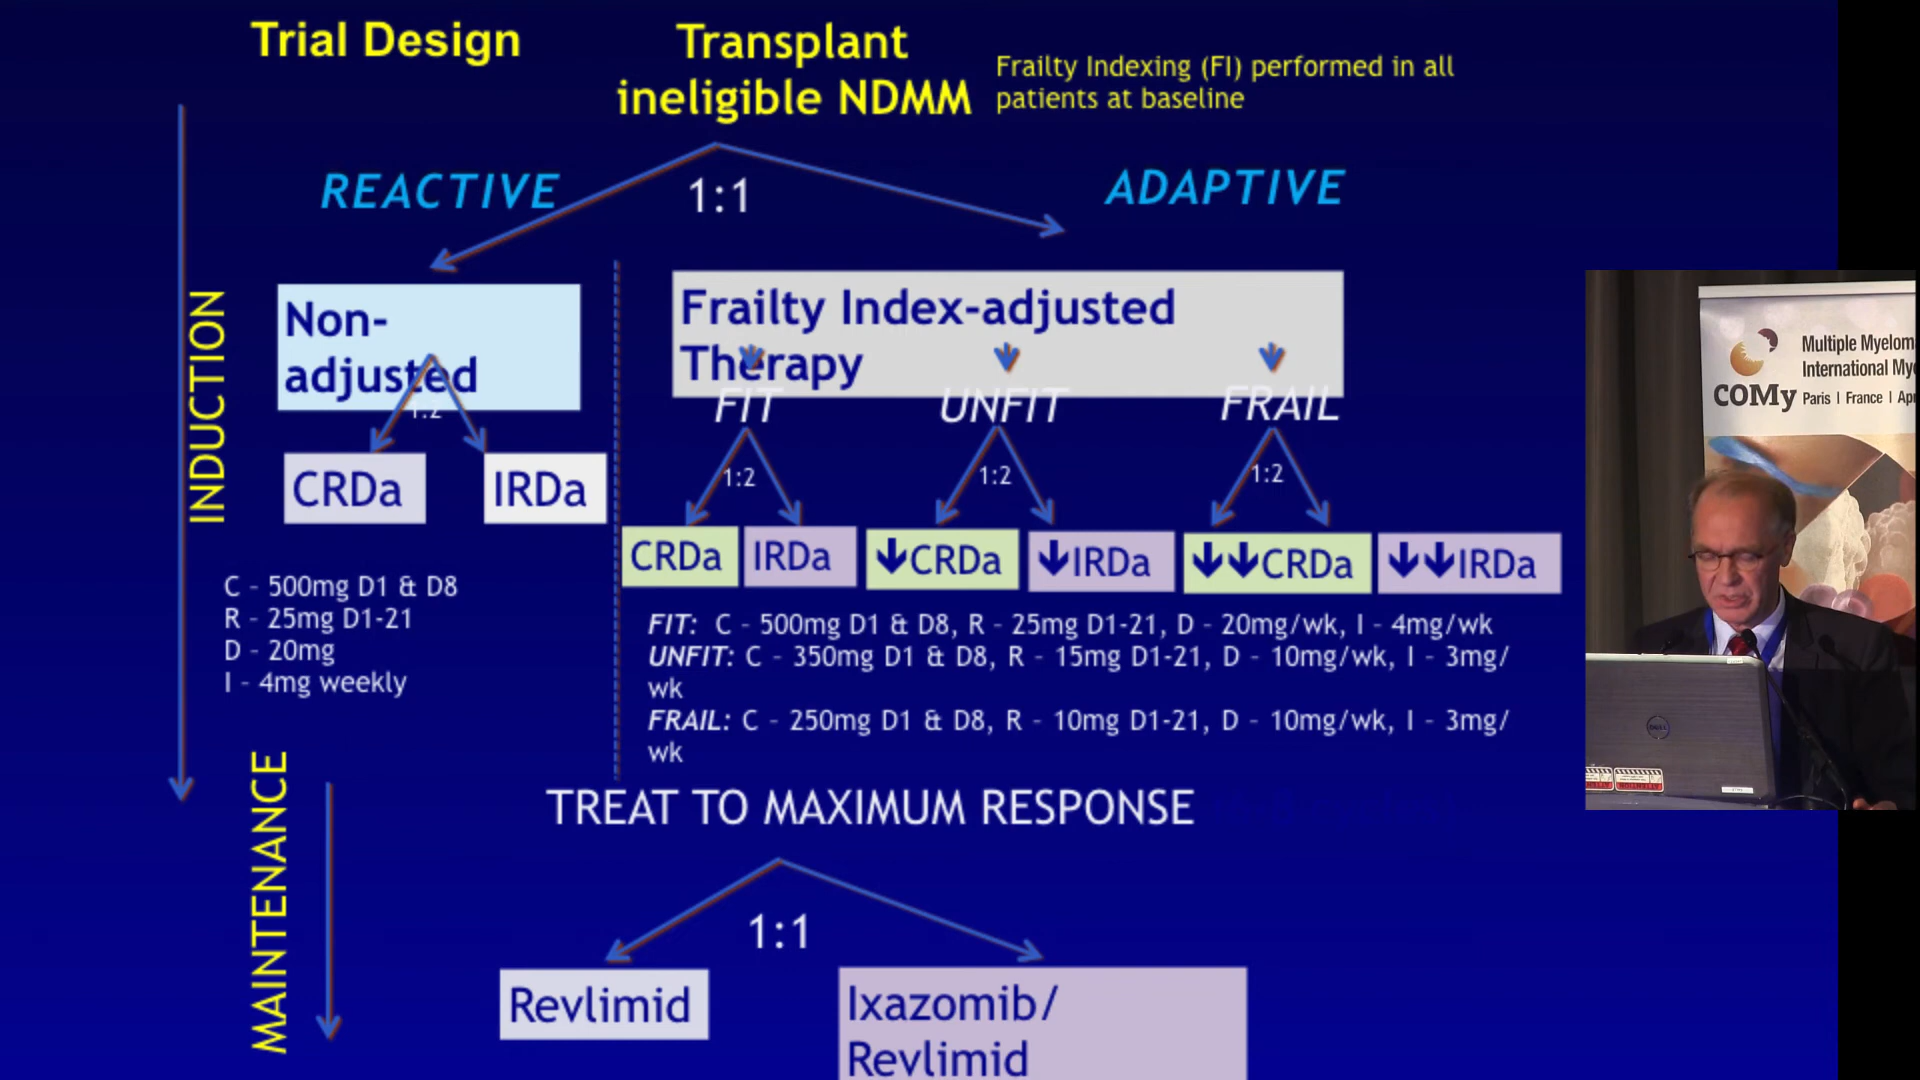 Trial Design
Transplant
ineligible NDMM
Frailty Indexing (FI) performed in all
patients at baseline
REACTIVE
1:1
ADAPTIVE
INDUCTION
Non-
adjusted
1:2
CRDa
IRDa
C - 500mg D1 & D8
R - 25mg D1-21
D - 20mg
I - 4mg weekly
Frailty Index-adjusted
Therapy
FIT
UNFIT
FRAIL
1:2
1:2
1:2
CRDa
IRDa
↓CRDa
↓IRDa
↓↓CRDa
↓↓IRDa
FIT: C - 500mg D1 & D8, R - 25mg D1-21, D - 20mg/wk, I - 4mg/wk
UNFIT: C - 350mg D1 & D8, R - 15mg D1-21, D - 10mg/wk, I - 3mg/
wk
FRAIL: C - 250mg D1 & D8, R - 10mg D1-21, D - 10mg/wk, I - 3mg/
wk
MAINTENANCE
TREAT TO MAXIMUM RESPONSE
1:1
Revlimid
Ixazomib/
Revlimid
Multiple Myelom
International My
COMy
Paris I France I Apr
DELL